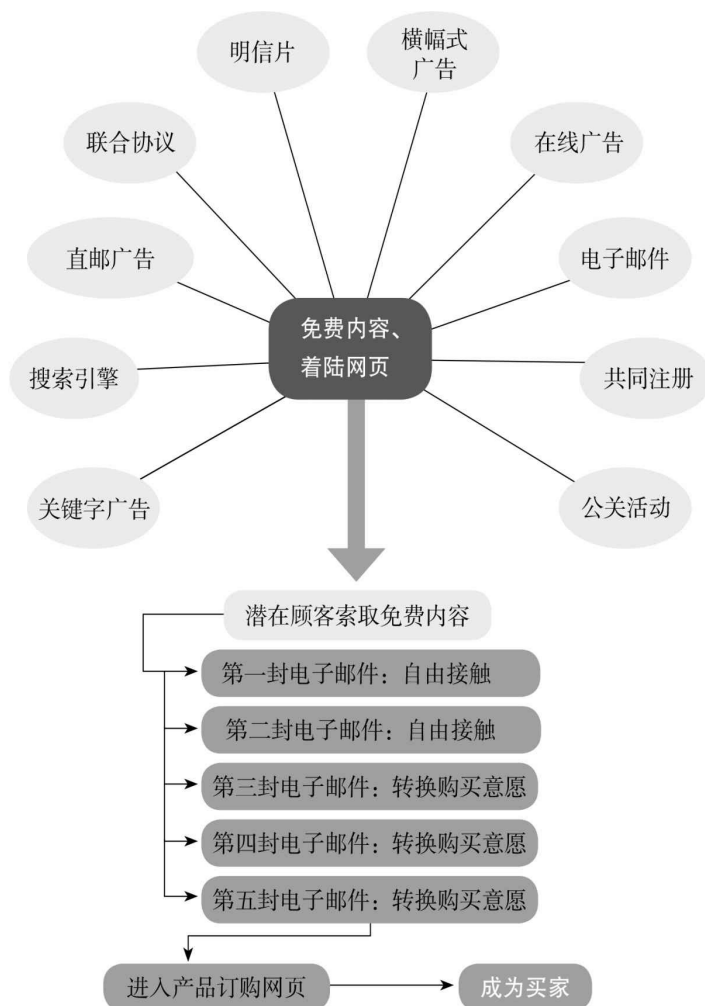 明信片
横幅式
广告
联合协议
在线广告
直邮广告
电子邮件
免费内容、
着陆网页
搜索引擎
共同注册
关键字广告
公关活动
潜在顾客索取免费内容
第一封电子邮件：自由接触
第二封电子邮件：自由接触
第三封电子邮件：转换购买意愿
第四封电子邮件：转换购买意愿
第五封电子邮件：转换购买意愿
进入产品订购网页
成为买家